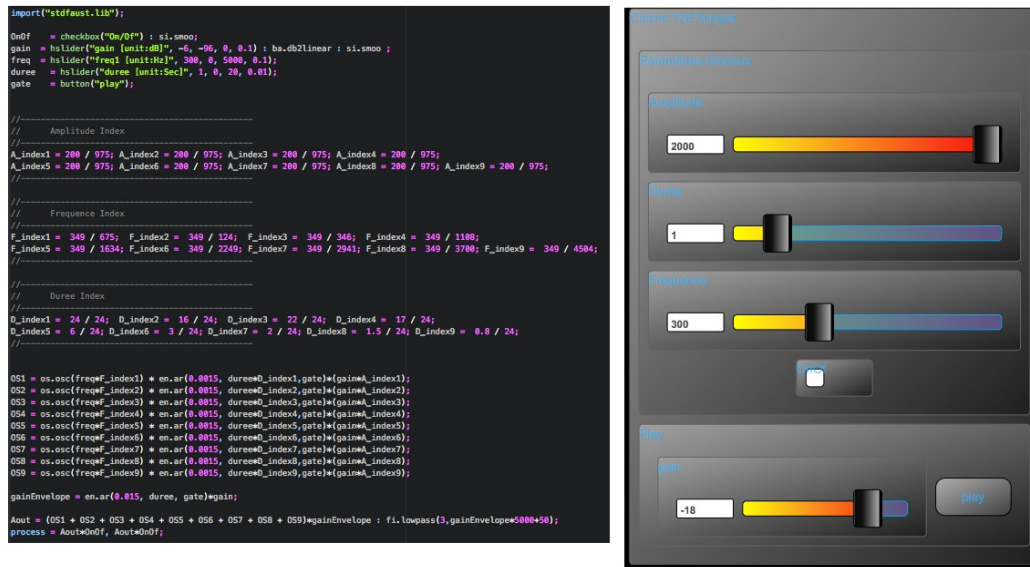 import("stdfaust.lib");
OnOf = checkbox("On/Of") : si.smoo;
gain = hslider("gain [unit:dB]", -6, -96, 0, 0.1) : ba.db2linear : si.smoo ;
freq = hslider("freq1 [unit:Hz]", 300, 0, 5000, 0.1);
duree = hslider("duree [unit:Sec]", 1, 0, 20, 0.01);
gate = button("play");
//-----------------------------------------------
// Amplitude Index
//-----------------------------------------------
A_index1 = 200 / 975; A_index2 = 200 / 975; A_index3 = 200 / 975; A_index4 = 200 / 975;
A_index5 = 200 / 975; A_index6 = 200 / 975; A_index7 = 200 / 975; A_index8 = 200 / 975; A_index9 = 200 / 975;
//-----------------------------------------------
//-----------------------------------------------
// Frequence Index
//-----------------------------------------------
F_index1 = 349 / 675; F_index2 = 349 / 124; F_index3 = 349 / 346; F_index4 = 349 / 1108;
F_index5 = 349 / 1634; F_index6 = 349 / 2249; F_index7 = 349 / 2941; F_index8 = 349 / 3700; F_index9 = 349 / 4504;
//-----------------------------------------------
//-----------------------------------------------
// Duree Index
//-----------------------------------------------
D_index1 = 24 / 24; D_index2 = 16 / 24; D_index3 = 22 / 24; D_index4 = 17 / 24;
D_index5 = 6 / 24; D_index6 = 3 / 24; D_index7 = 2 / 24; D_index8 = 1.5 / 24; D_index9 = 0.8 / 24;
//-----------------------------------------------
OS1 = os.osc(freq*F_index1) * en.ar(0.0015, duree*D_index1,gate)*(gain*A_index1);
OS2 = os.osc(freq*F_index2) * en.ar(0.0015, duree*D_index2,gate)*(gain*A_index2);
OS3 = os.osc(freq*F_index3) * en.ar(0.0015, duree*D_index3,gate)*(gain*A_index3);
OS4 = os.osc(freq*F_index4) * en.ar(0.0015, duree*D_index4,gate)*(gain*A_index4);
OS5 = os.osc(freq*F_index5) * en.ar(0.0015, duree*D_index5,gate)*(gain*A_index5);
OS6 = os.osc(freq*F_index6) * en.ar(0.0015, duree*D_index6,gate)*(gain*A_index6);
OS7 = os.osc(freq*F_index7) * en.ar(0.0015, duree*D_index7,gate)*(gain*A_index7);
OS8 = os.osc(freq*F_index8) * en.ar(0.0015, duree*D_index8,gate)*(gain*A_index8);
OS9 = os.osc(freq*F_index9) * en.ar(0.0015, duree*D_index9,gate)*(gain*A_index9);
gainEnvelope = en.ar(0.015, duree, gate)*gain;
Aout = (OS1 + OS2 + OS3 + OS4 + OS5 + OS6 + OS7 + OS8 + OS9)*gainEnvelope : fi.lowpass(3,gainEnvelope*5000+50);
process = Aout*OnOf, Aout*OnOf;
Amplitude
2000
Duree
1
Frequence
300
Play
gain
-18
play